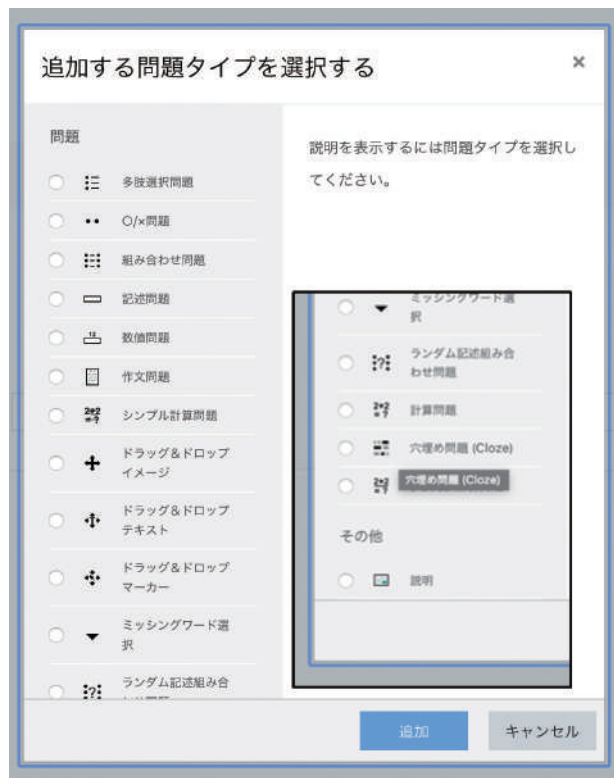 追加する問題タイプを選択する
×
問題
多肢選択問題
○/×問題
組み合わせ問題
記述問題
12
数値問題
作文問題
2+2
=?
シンプル計算問題
ドラッグ&ドロップ
イメージ
ドラッグ&ドロップ
テキスト
ドラッグ&ドロップ
マーカー
ミッシングワード選
択
ランダム記述組み合
説明を表示するには問題タイプを選択し
てください。
ミッシングワード選
択
ランダム記述組み合
わせ問題
2+2
=?
計算問題
穴埋め問題 (Cloze)
2+2
=?
穴埋め問題 (Cloze)
その他
説明
追加
キャンセル